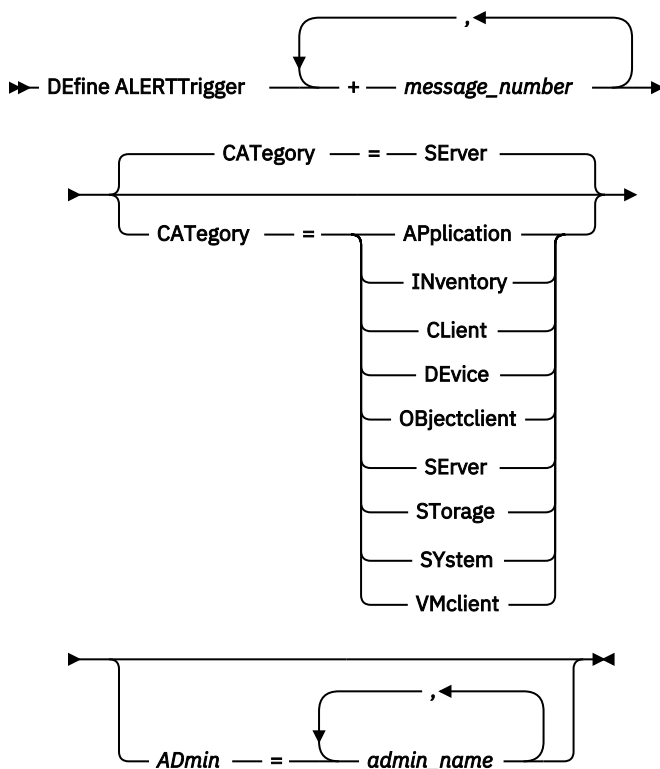 ,
DEfine ALERTTrigger + message_number
CATegory = SErver
CATegory = APplication
INventory
CLient
DEvice
OBjectclient
SErver
STorage
SYstem
VMclient
,
ADmin = admin_name